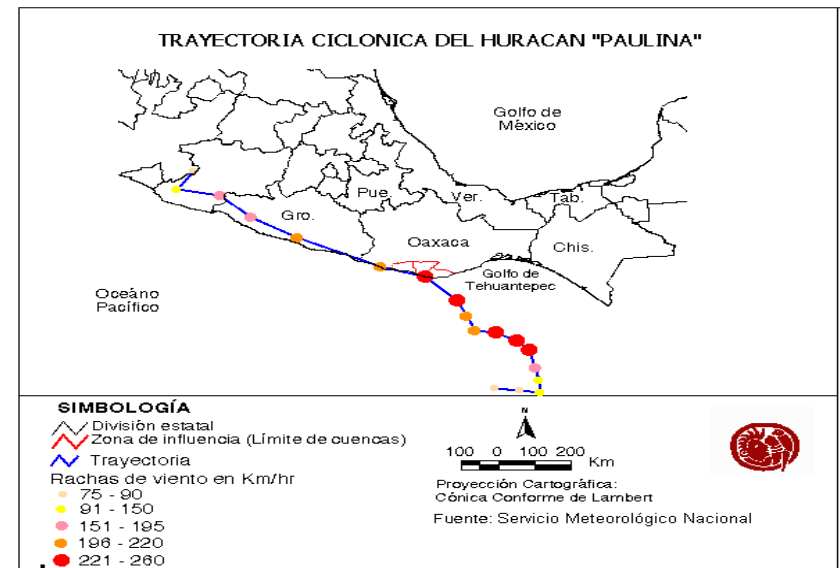 TRAYECTORIA CICLONICA DEL HURACAN "PAULINA"
Golfo de
México
Pue.
Ver.
Tab.
Gro.
Oaxaca
Chis.
Golfo de
Tehuantepec
Oceáno
Pacífico
SIMBOLOGÍA
División estatal
Zona de influencia (Límite de cuencas)
Trayectoria
Rachas de viento en Km/hr
75 - 90
91 - 150
151 - 195
196 - 220
221 - 260
N
100 0 100 200 Km
Proyección Cartográfica:
Cónica Conforme de Lambert
Fuente: Servicio Meteorológico Nacional